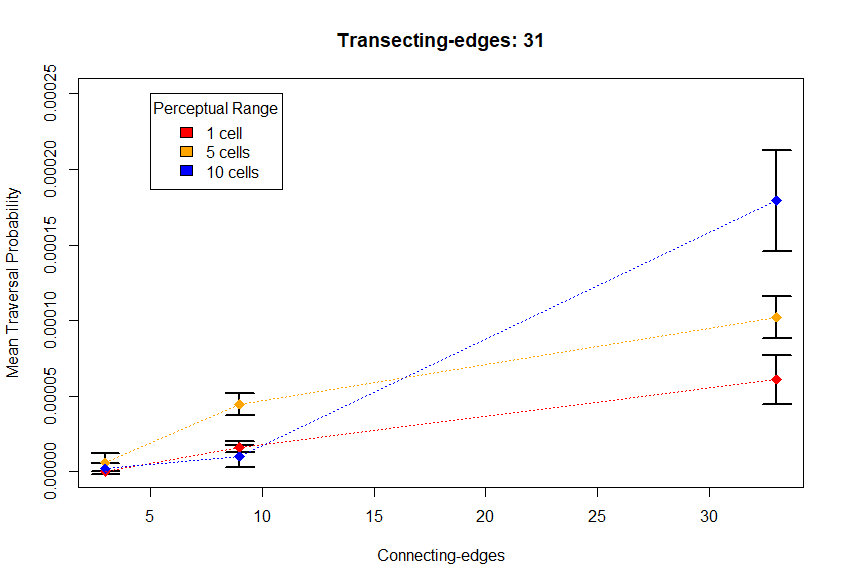 Transecting-edges: 31
Mean Traversal Probability
0.00025
0.00020
0.00015
0.00010
0.00005
0.00000
Perceptual Range
1 cell
5 cells
10 cells
5
10
15
20
25
30
Connecting-edges